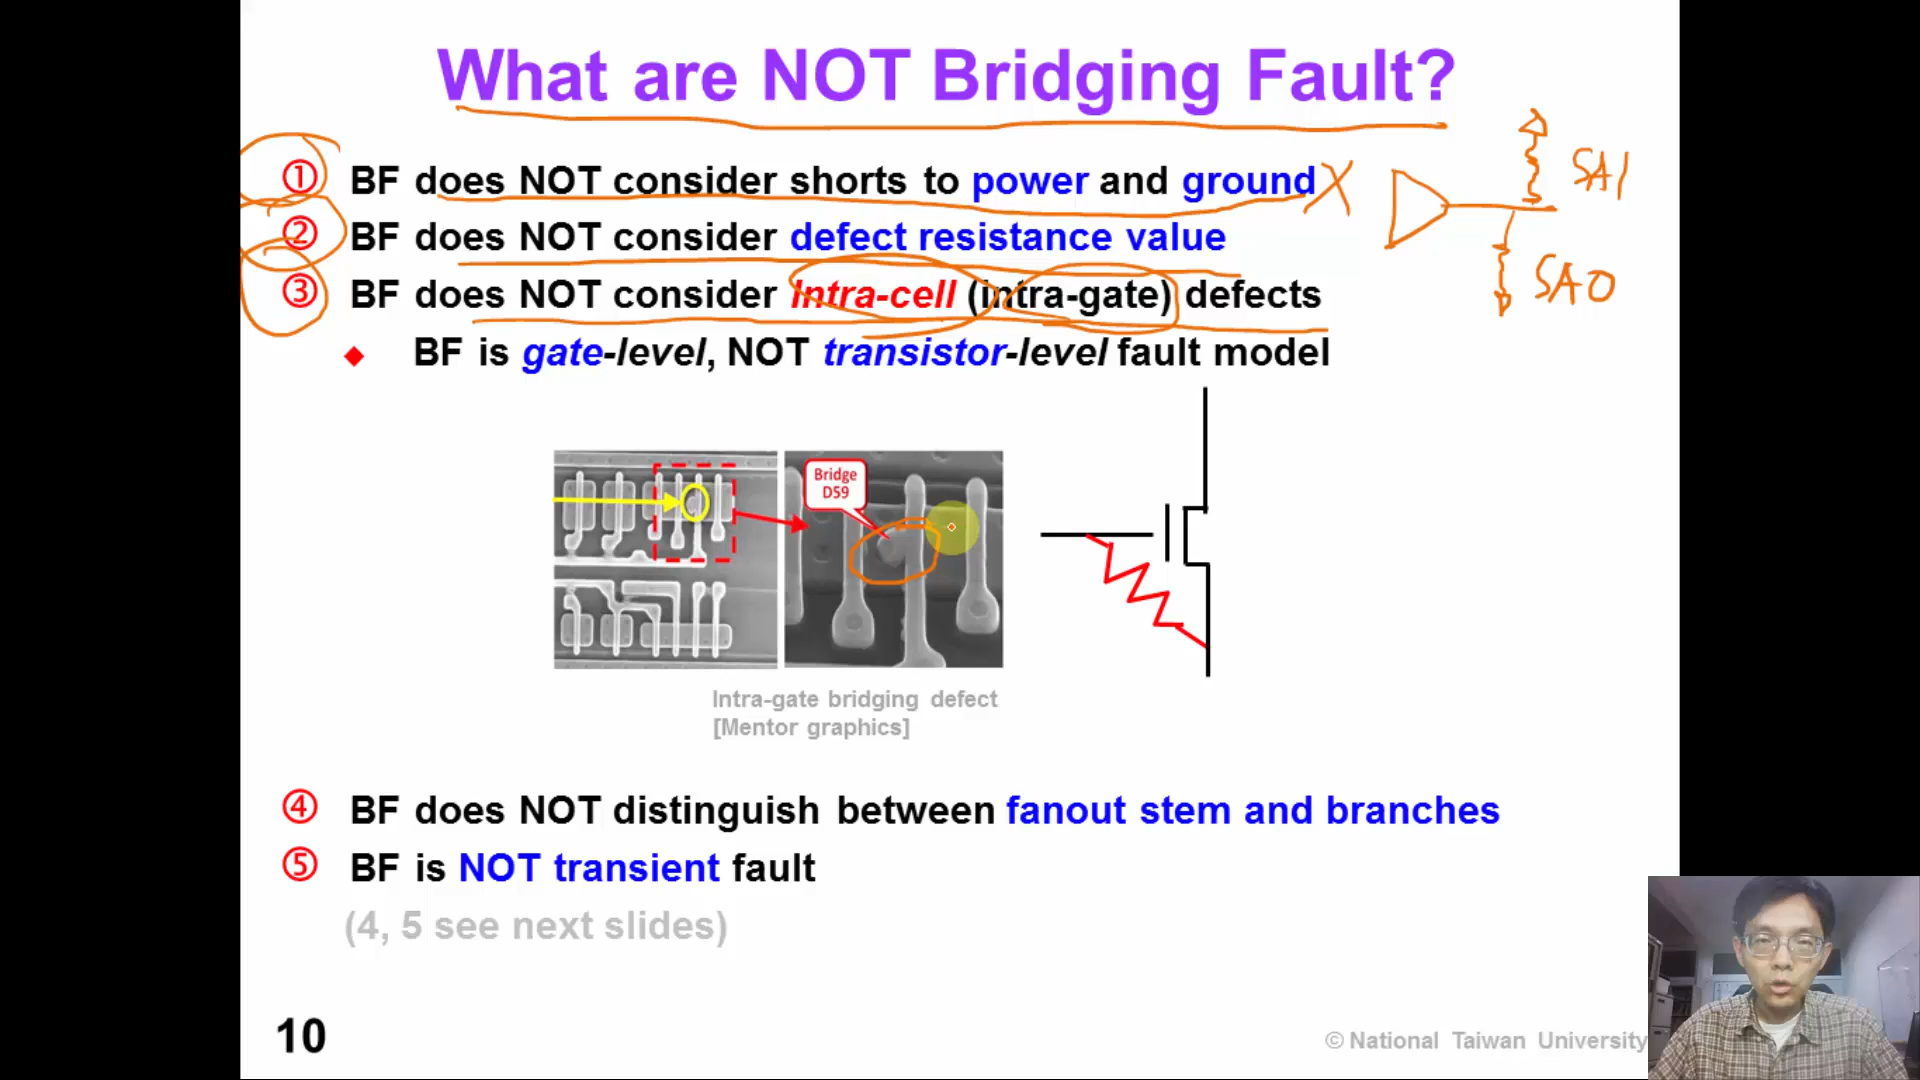 What are NOT Bridging Fault?
① BF does NOT consider shorts to power and ground X
SA1
② BF does NOT consider defect resistance value
SA0
③ BF does NOT consider Intra-cell (intra-gate) defects
BF is gate-level, NOT transistor-level fault model
Bridge
D59
Intra-gate bridging defect
[Mentor graphics]
④ BF does NOT distinguish between fanout stem and branches
⑤ BF is NOT transient fault
(4, 5 see next slides)
10
© National Taiwan University